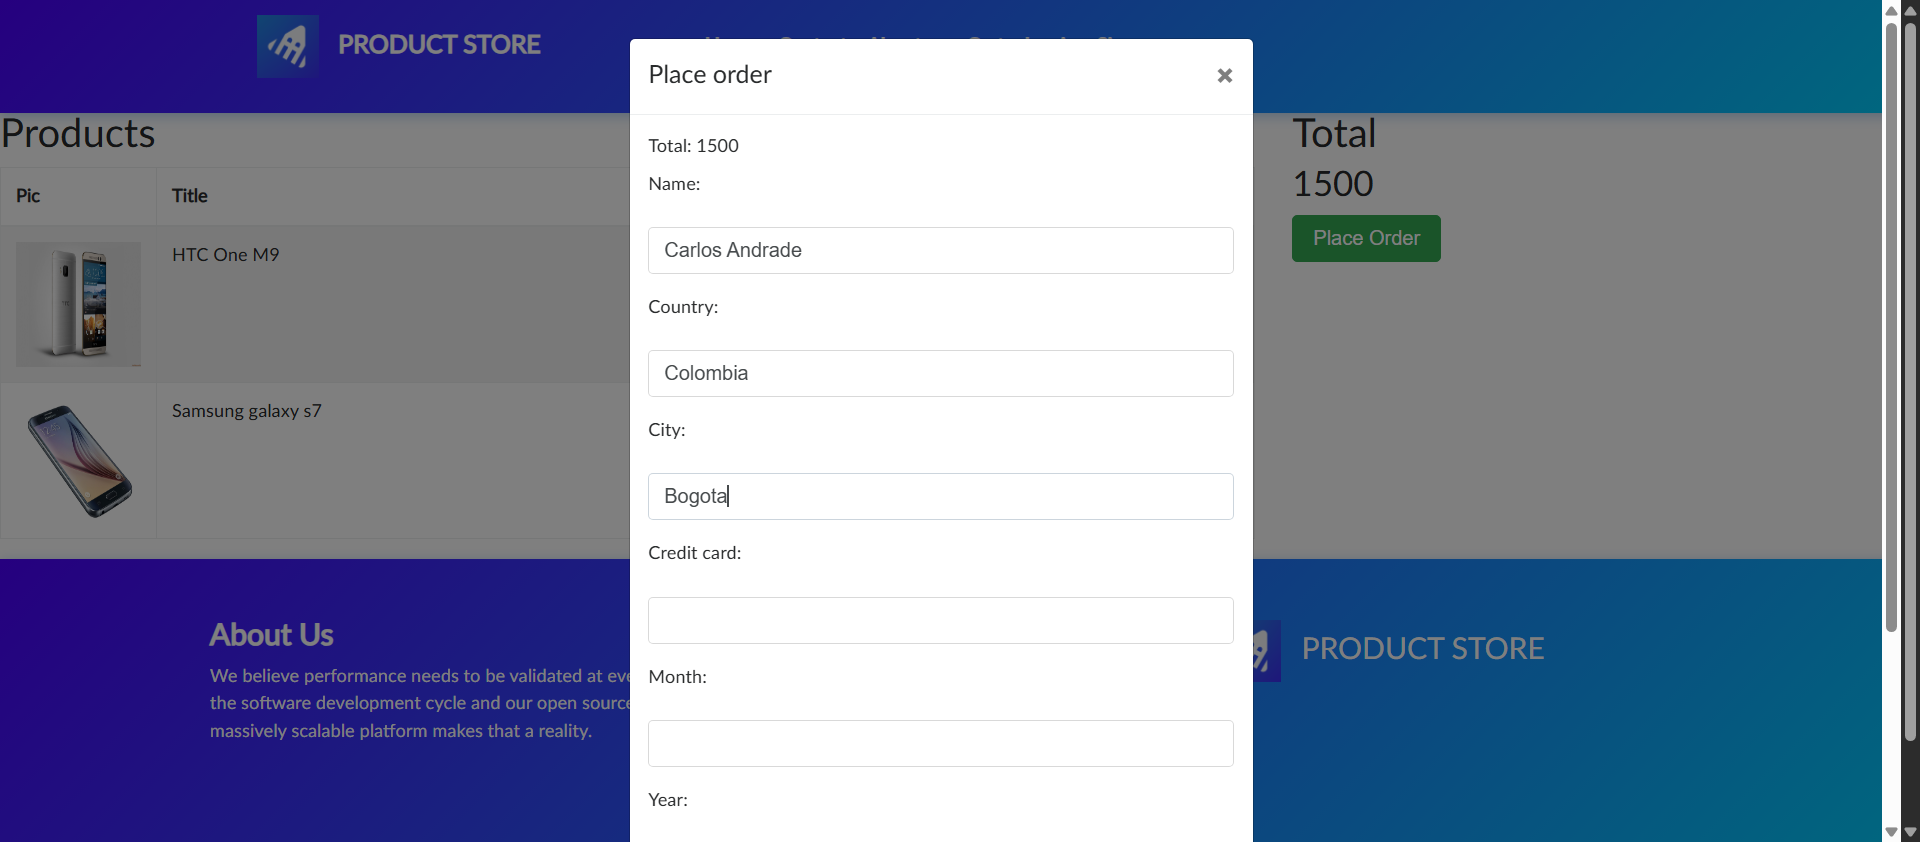 PRODUCT STORE
Place order
Total: 1500
Name:
Carlos Andrade
Country:
Colombia
City:
Bogota
Credit card:
Month:
Year:
Products
Pic
Title
HTC One M9
Samsung galaxy s7
Total
1500
Place Order
About Us
We believe performance needs to be validated at eve
the software development cycle and our open source
massively scalable platform makes that a reality.
PRODUCT STORE